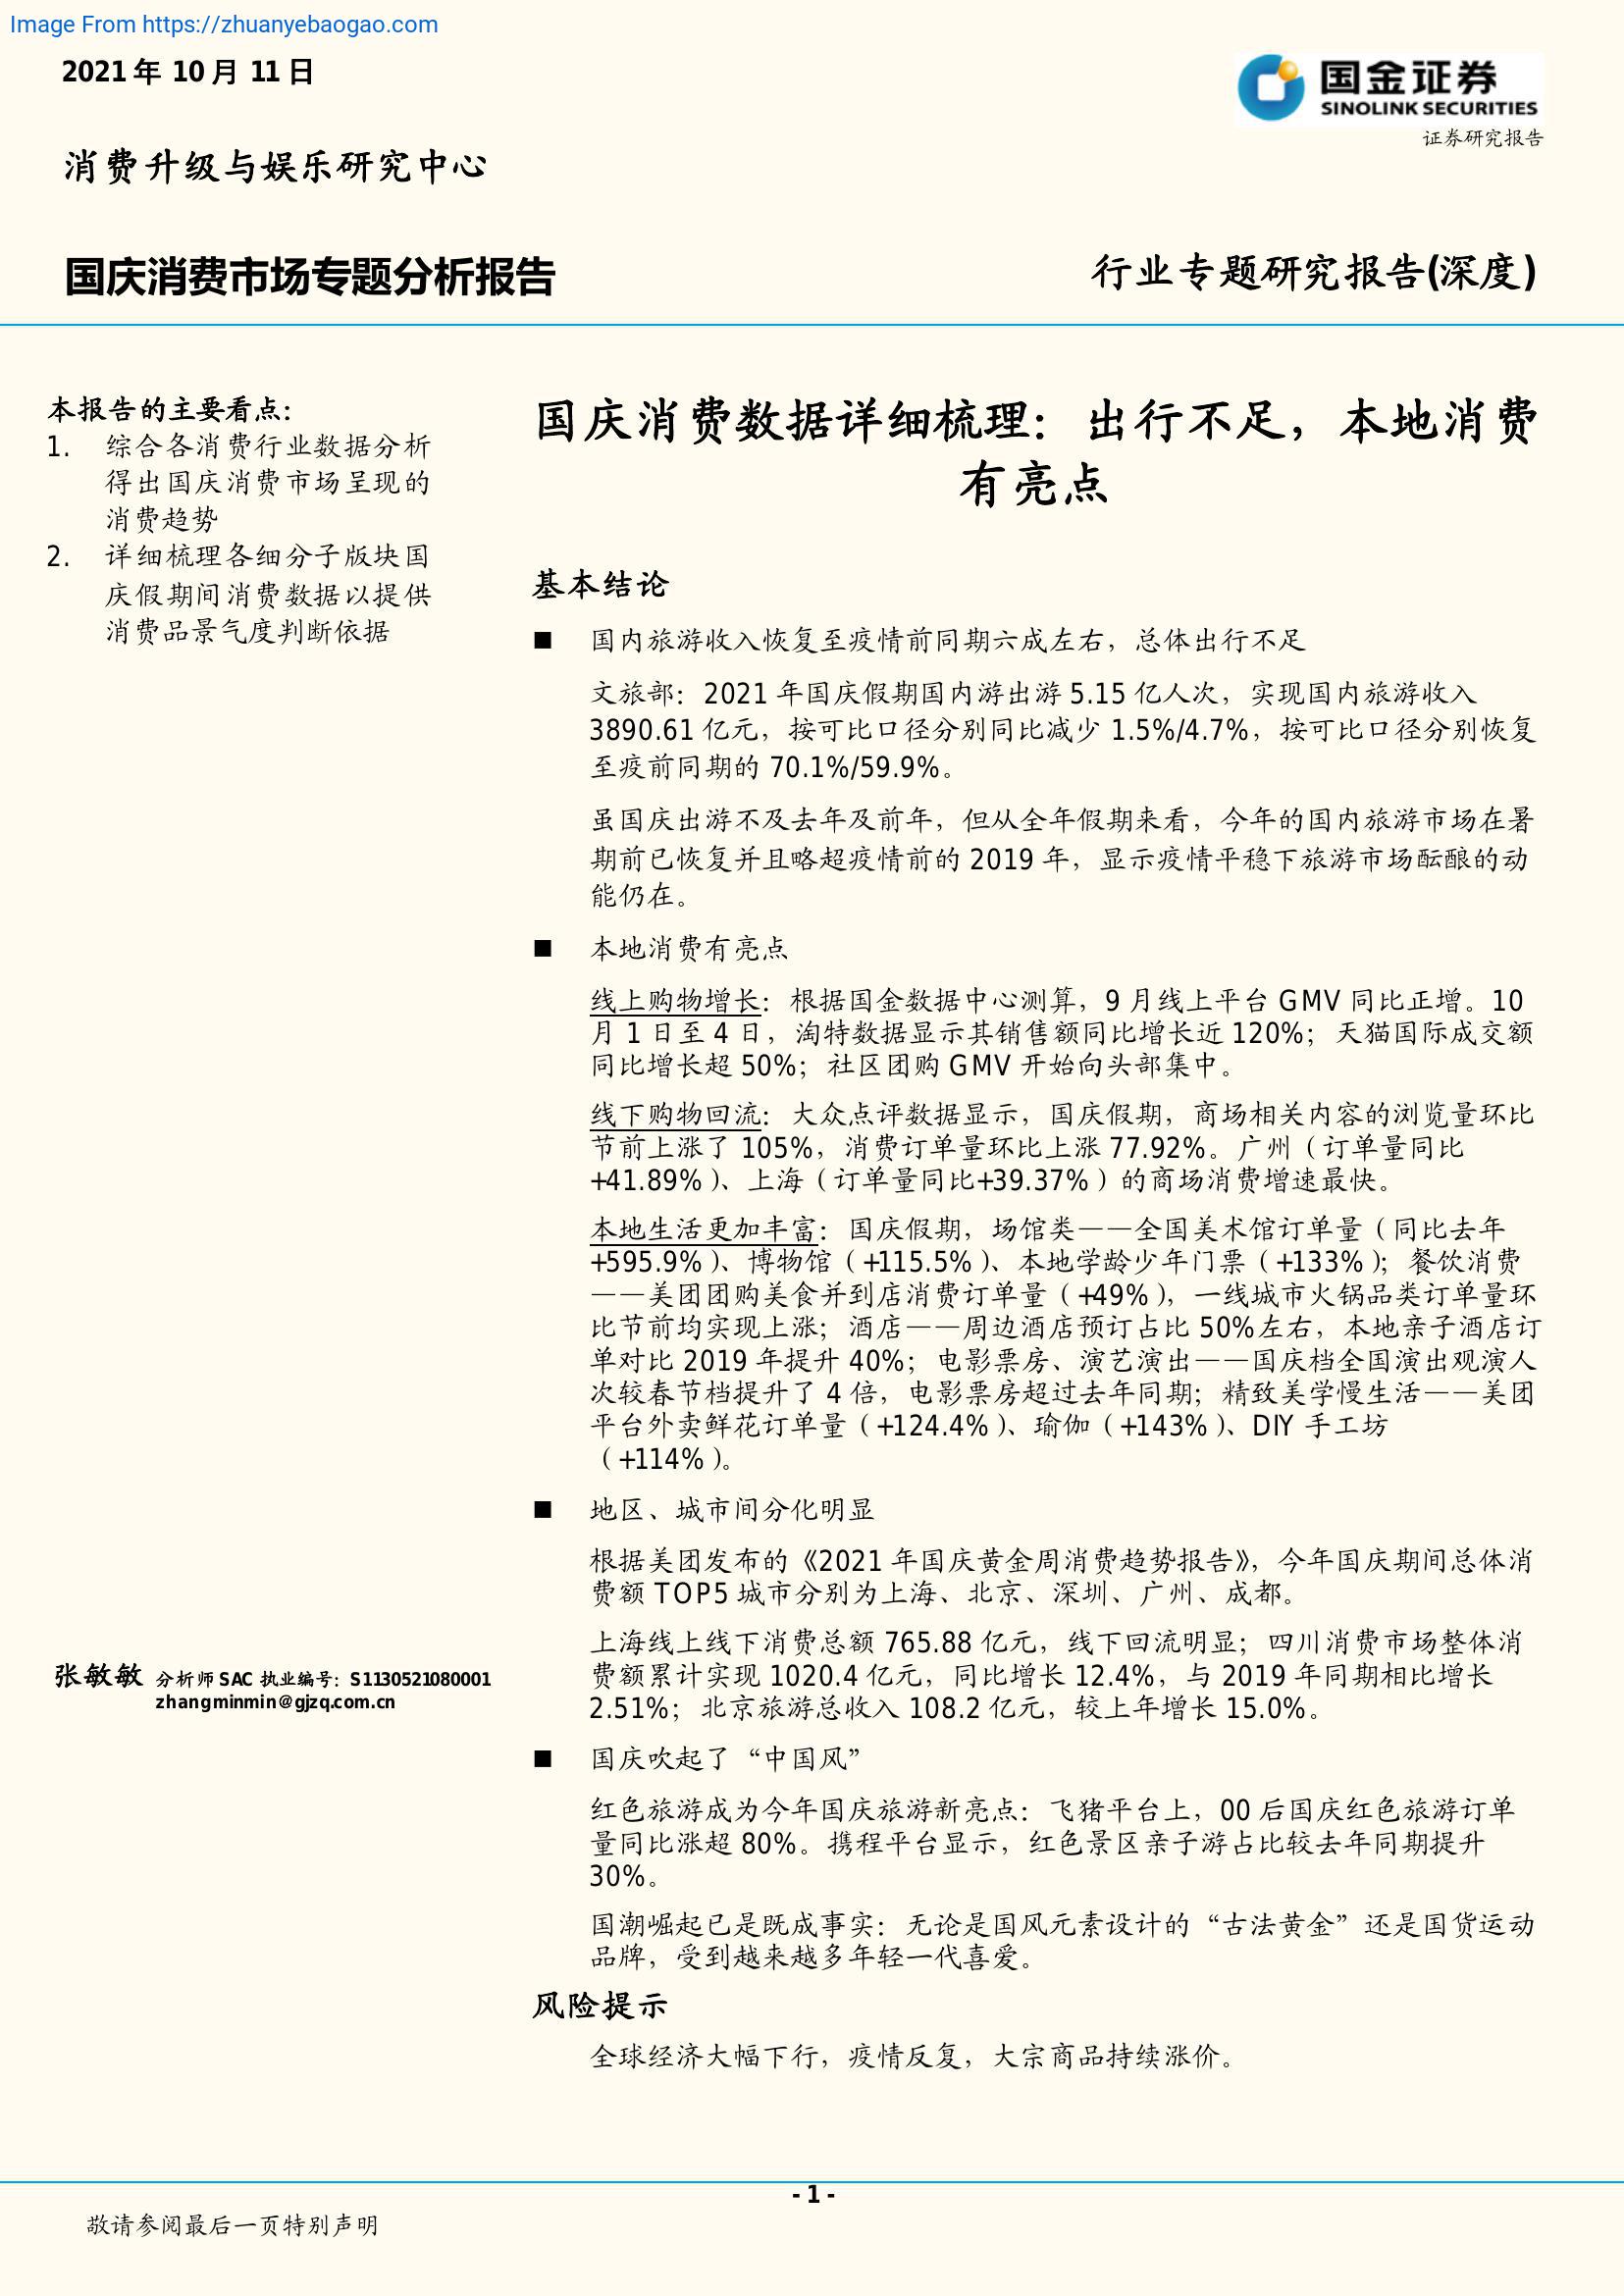 Image From https://zhuanyebaogao.com
2021 年 10 月 11 日
国金证券
SINOLINK SECURITIES
证券研究报告
消费升级与娱乐研究中心
国庆消费市场专题分析报告
行业专题研究报告(深度)
本报告的主要看点：
1. 综合各消费行业数据分析
得出国庆消费市场呈现的
消费趋势
2. 详细梳理各细分子版块国
庆假期间消费数据以提供
消费品景气度判断依据
张敏敏 分析师 SAC 执业编号：S1130521080001
zhangminmin@gjzq.com.cn
国庆消费数据详细梳理：出行不足，本地消费
有亮点
基本结论
■ 国内旅游收入恢复至疫情前同期六成左右，总体出行不足
文旅部：2021 年国庆假期国内游出游 5.15 亿人次，实现国内旅游收入
3890.61 亿元，按可比口径分别同比减少 1.5%/4.7%，按可比口径分别恢复
至疫前同期的 70.1%/59.9%。
虽国庆出游不及去年及前年，但从全年假期来看，今年的国内旅游市场在暑
期前已恢复并且略超疫情前的 2019 年，显示疫情平稳下旅游市场酝酿的动
能仍在。
■ 本地消费有亮点
线上购物增长：根据国金数据中心测算，9 月线上平台 GMV 同比正增。10
月 1 日至 4 日，淘特数据显示其销售额同比增长近 120%；天猫国际成交额
同比增长超 50%；社区团购 GMV 开始向头部集中。
线下购物回流：大众点评数据显示，国庆假期，商场相关内容的浏览量环比
节前上涨了 105%，消费订单量环比上涨 77.92%。广州（订单量同比
+41.89%）、上海（订单量同比+39.37%）的商场消费增速最快。
本地生活更加丰富：国庆假期，场馆类——全国美术馆订单量（同比去年
+595.9%）、博物馆（+115.5%）、本地学龄少年门票（+133%）；餐饮消费
——美团团购美食并到店消费订单量（+49%），一线城市火锅品类订单量环
比节前均实现上涨；酒店——周边酒店预订占比 50%左右，本地亲子酒店订
单对比 2019 年提升 40%；电影票房、演艺演出——国庆档全国演出观演人
次较春节档提升了 4 倍，电影票房超过去年同期；精致美学慢生活——美团
平台外卖鲜花订单量（+124.4%）、瑜伽（+143%）、DIY 手工坊
（+114%）。
■ 地区、城市间分化明显
根据美团发布的《2021 年国庆黄金周消费趋势报告》，今年国庆期间总体消
费额 TOP5 城市分别为上海、北京、深圳、广州、成都。
上海线上线下消费总额 765.88 亿元，线下回流明显；四川消费市场整体消
费额累计实现 1020.4 亿元，同比增长 12.4%，与 2019 年同期相比增长
2.51%；北京旅游总收入 108.2 亿元，较上年增长 15.0%。
■ 国庆吹起了“中国风”
红色旅游成为今年国庆旅游新亮点：飞猪平台上，00 后国庆红色旅游订单
量同比涨超 80%。携程平台显示，红色景区亲子游占比较去年同期提升
30%。
国潮崛起已是既成事实：无论是国风元素设计的“古法黄金”还是国货运动
品牌，受到越来越多年轻一代喜爱。
风险提示
全球经济大幅下行，疫情反复，大宗商品持续涨价。
- 1 -
敬请参阅最后一页特别声明